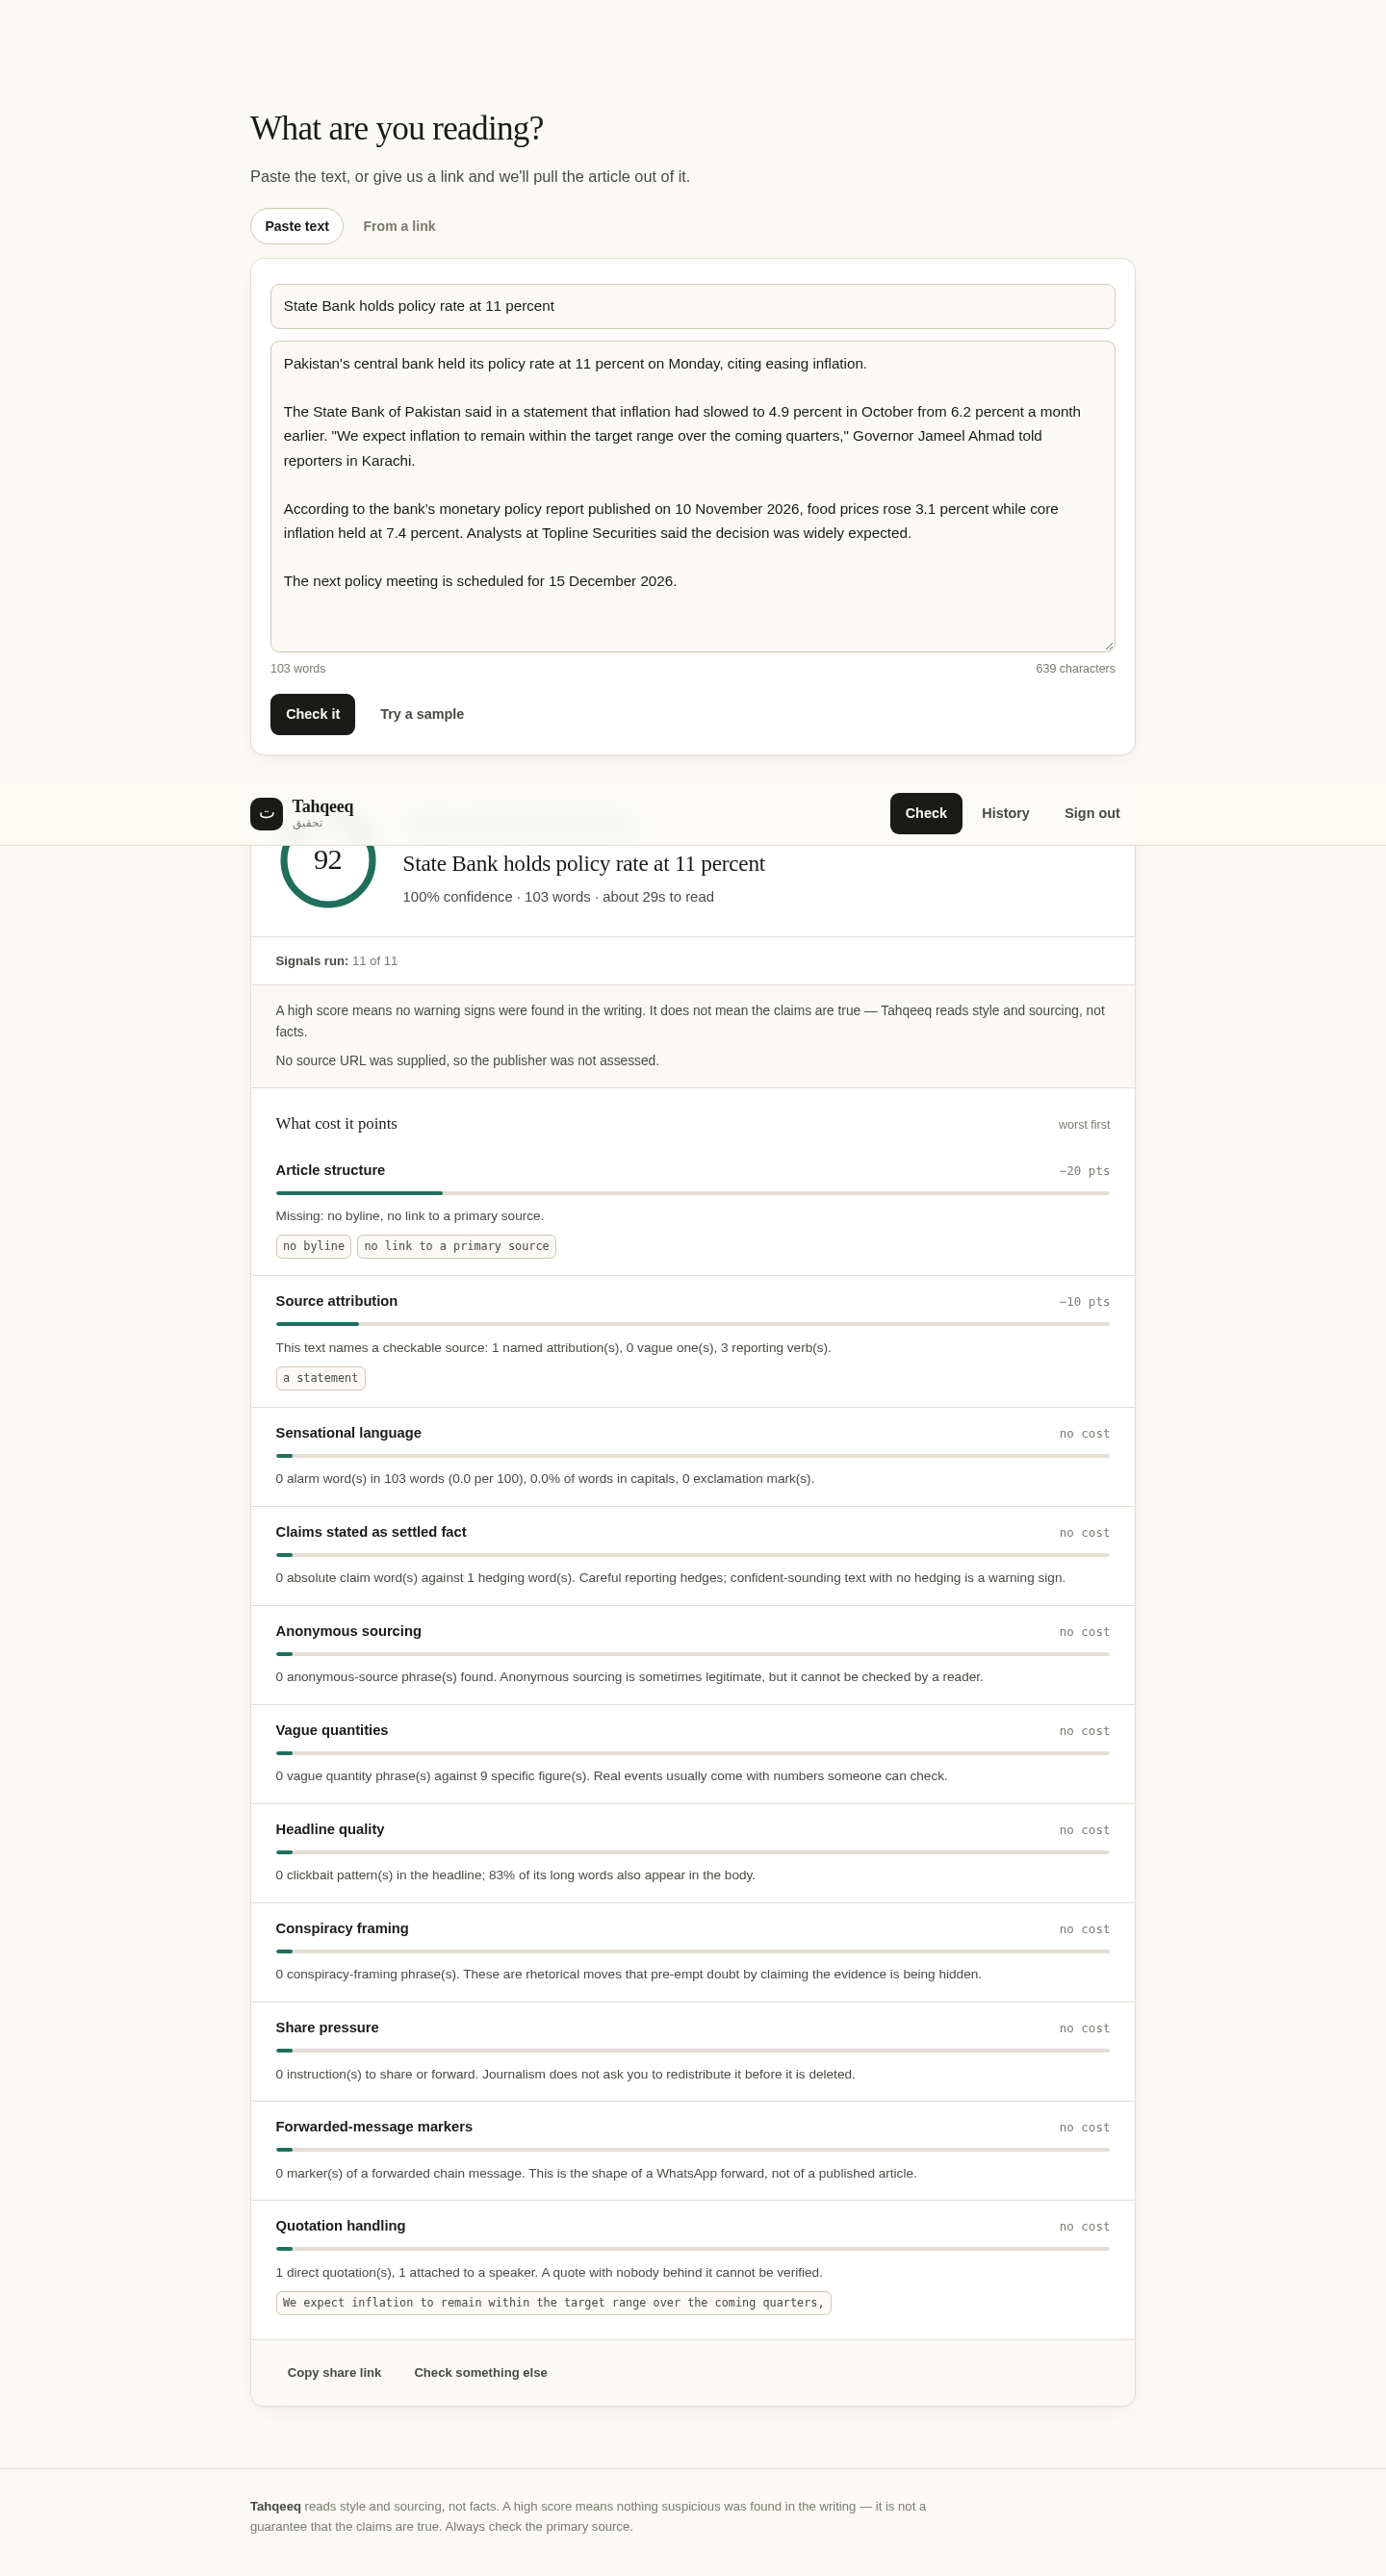 What are you reading?
Paste the text, or give us a link and we'll pull the article out of it.
Paste text From a link
State Bank holds policy rate at 11 percent
Pakistan's central bank held its policy rate at 11 percent on Monday, citing easing inflation.
The State Bank of Pakistan said in a statement that inflation had slowed to 4.9 percent in October from 6.2 percent a month
earlier. "We expect inflation to remain within the target range over the coming quarters," Governor Jameel Ahmad told
reporters in Karachi.
According to the bank's monetary policy report published on 10 November 2026, food prices rose 3.1 percent while core
inflation held at 7.4 percent. Analysts at Topline Securities said the decision was widely expected.
The next policy meeting is scheduled for 15 December 2026.
103 words 639 characters
Check it Try a sample
ت Tahqeeq Check History Sign out
تحقیق
92 State Bank holds policy rate at 11 percent
100% confidence · 103 words · about 29s to read
Signals run: 11 of 11
A high score means no warning signs were found in the writing. It does not mean the claims are true — Tahqeeq reads style and sourcing, not
facts.
No source URL was supplied, so the publisher was not assessed.
What cost it points worst first
Article structure −20 pts
Missing: no byline, no link to a primary source.
no byline no link to a primary source
Source attribution −10 pts
This text names a checkable source: 1 named attribution(s), 0 vague one(s), 3 reporting verb(s).
a statement
Sensational language no cost
0 alarm word(s) in 103 words (0.0 per 100), 0.0% of words in capitals, 0 exclamation mark(s).
Claims stated as settled fact no cost
0 absolute claim word(s) against 1 hedging word(s). Careful reporting hedges; confident-sounding text with no hedging is a warning sign.
Anonymous sourcing no cost
0 anonymous-source phrase(s) found. Anonymous sourcing is sometimes legitimate, but it cannot be checked by a reader.
Vague quantities no cost
0 vague quantity phrase(s) against 9 specific figure(s). Real events usually come with numbers someone can check.
Headline quality no cost
0 clickbait pattern(s) in the headline; 83% of its long words also appear in the body.
Conspiracy framing no cost
0 conspiracy-framing phrase(s). These are rhetorical moves that pre-empt doubt by claiming the evidence is being hidden.
Share pressure no cost
0 instruction(s) to share or forward. Journalism does not ask you to redistribute it before it is deleted.
Forwarded-message markers no cost
0 marker(s) of a forwarded chain message. This is the shape of a WhatsApp forward, not of a published article.
Quotation handling no cost
1 direct quotation(s), 1 attached to a speaker. A quote with nobody behind it cannot be verified.
We expect inflation to remain within the target range over the coming quarters,
Copy share link Check something else
Tahqeeq reads style and sourcing, not facts. A high score means nothing suspicious was found in the writing — it is not a
guarantee that the claims are true. Always check the primary source.